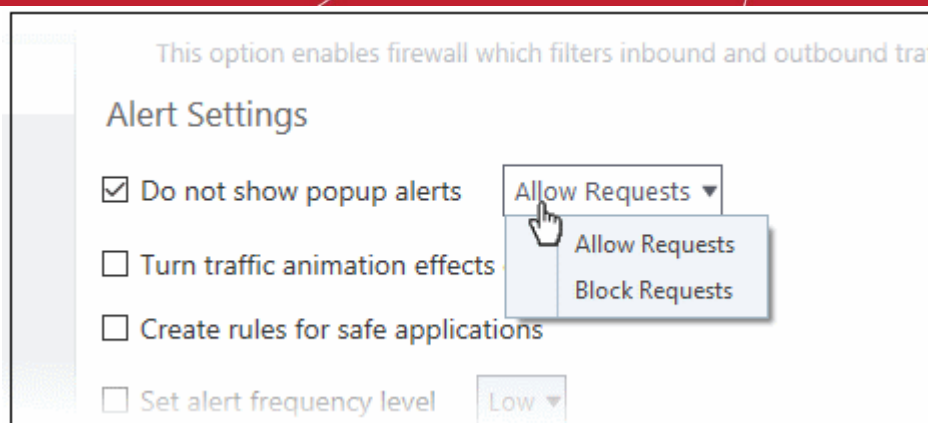 This option enables firewall which filters inbound and outbound
Alert Settings
Do not show popup alerts
Allow Requests
Allow Requests
Turn traffic animation effects
Block Requests
Create rules for safe applications
Set alert frequency level
Low